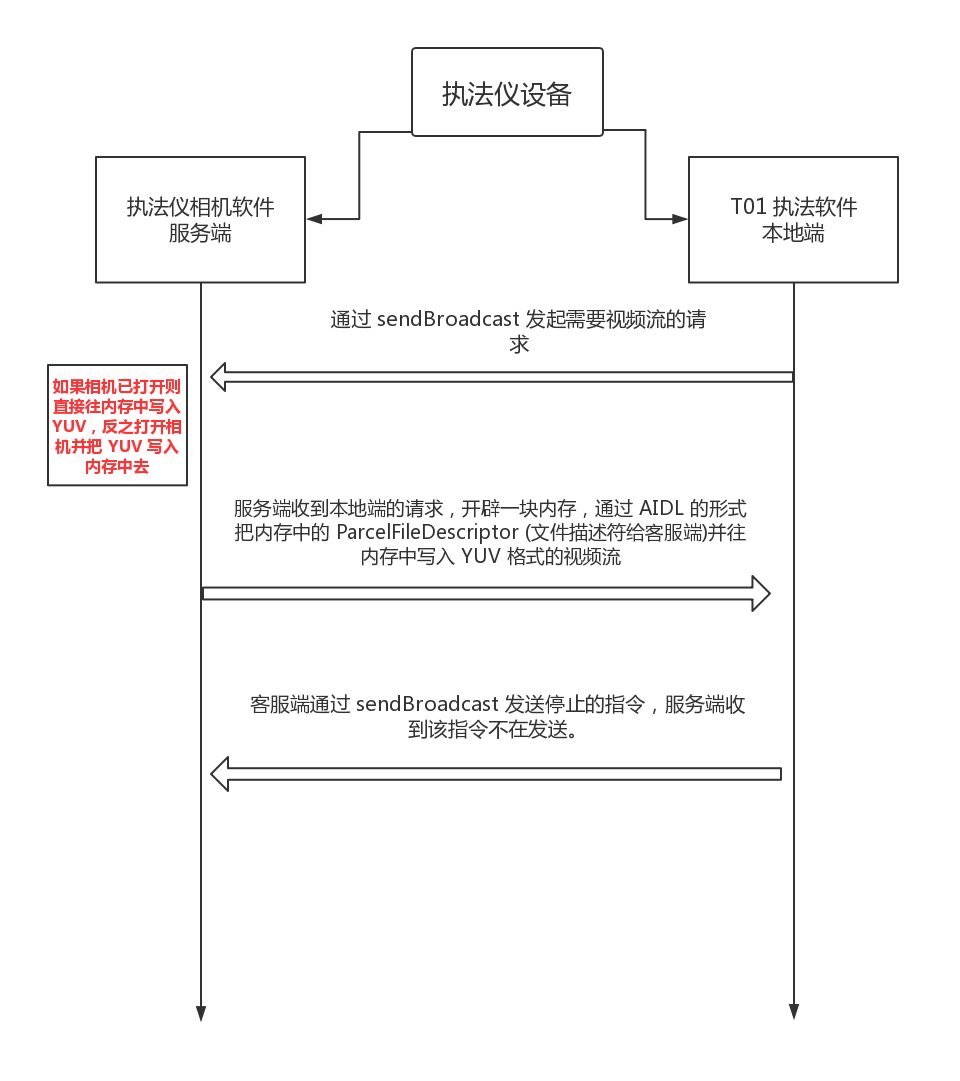 执法仪设备
执法仪相机软件
服务端
T01 执法软件
本地端
通过 sendBroadcast 发起需要视频流的请
求
如果相机已打开则
直接往内存中写入
YUV，反之打开相
机并把 YUV 写入
内存中去
服务端收到本地端的请求，开辟一块内存，通过 AIDL 的形式
把内存中的 ParcelFileDescriptor (文件描述符给客服端)并往
内存中写入 YUV 格式的视频流
客服端通过 sendBroadcast 发送停止的指令，服务端收
到该指令不在发送。